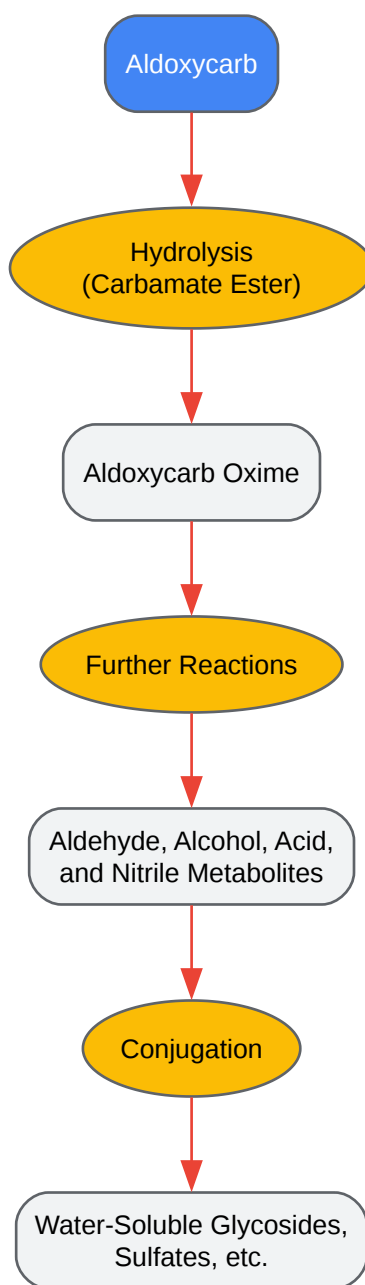 Aldoxycarb
Hydrolysis
(Carbamate Ester)
Aldoxycarb Oxime
Further Reactions
Aldehyde, Alcohol, Acid,
and Nitrile Metabolites
Conjugation
Water-Soluble Glycosides,
Sulfates, etc.